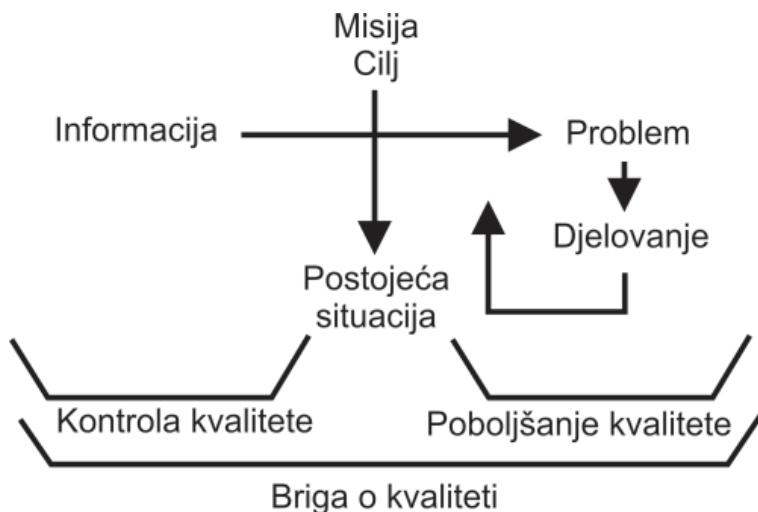 Misija
Cilj
Informacija
Problem
Djelovanje
Postojeća
situacija
Kontrola kvalitete
Poboljšanje kvalitete
Briga o kvaliteti